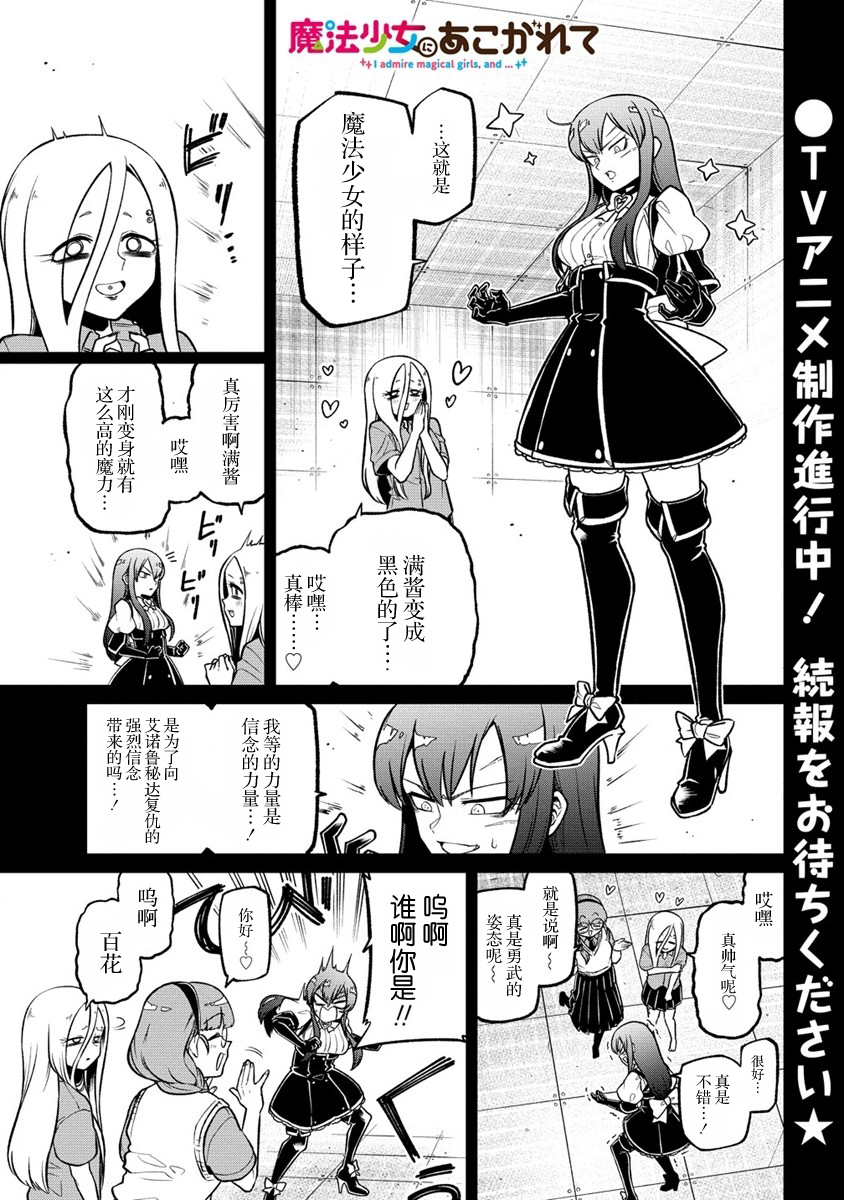 魔法少女にあこがれて
I admire magical girls, and ...
●TVアニメ制作進行中！ 続報をお待ちください★
…这就是
魔法少女的样子…
满酱变成
黑色的了……
哎嘿…
真棒……♡
ビッ
真厉害啊满酱
哎嘿
才刚变身就有
这么高的魔力…
ビッ
我等的力量是
信念的力量…！
是为了向
艾诺鲁秘达复仇的
强烈信念
带来的吗…！
哎嘿
真帅气呢♡
就是说啊～
真是勇武的
姿态呢～
很好…
真是
不错…！
呜啊
谁啊你是！！
你好～♡
呜啊
百花